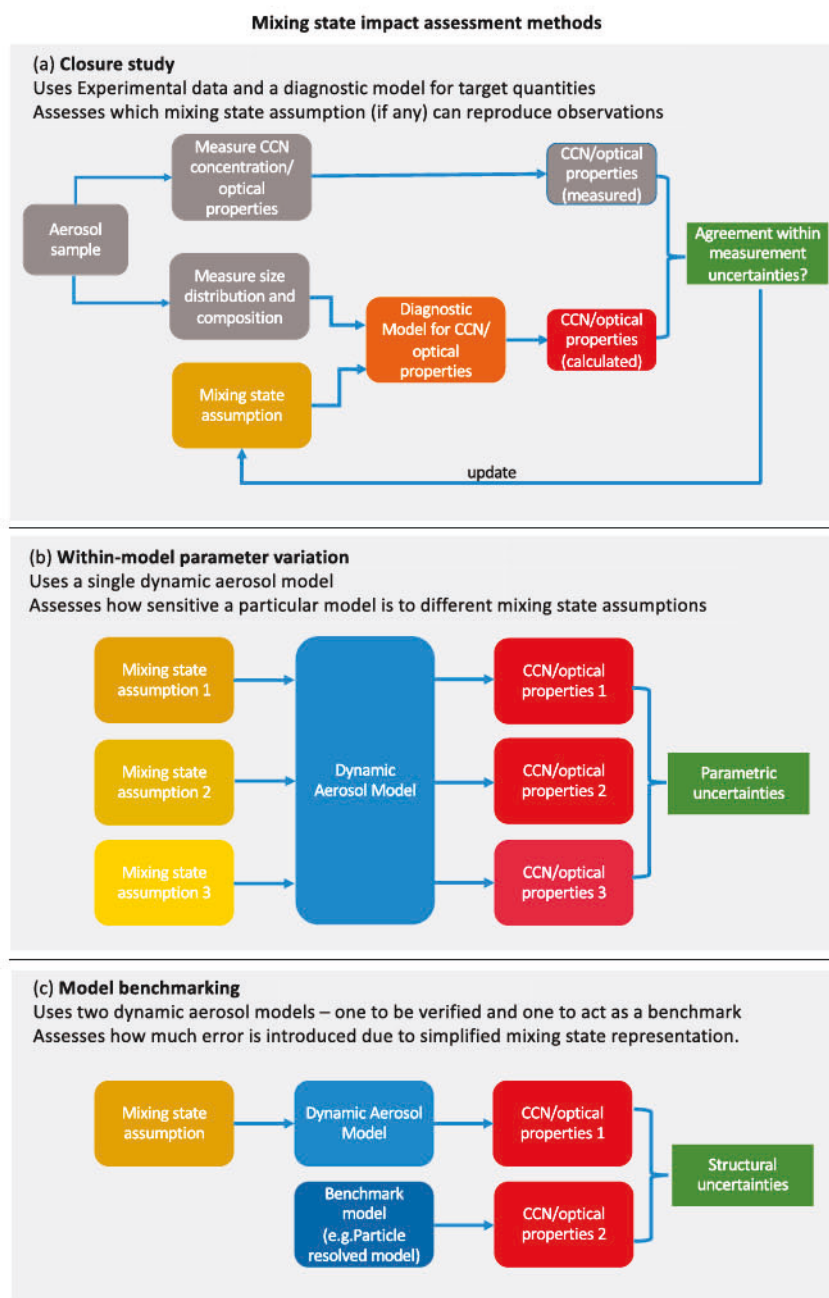 Mixing state impact assessment methods
(a) Closure study
Uses Experimental data and a diagnostic model for target quantities
Assesses which mixing state assumption (if any) can reproduce observations
Measure CCN
concentration/
optical
properties
CCN/optical
properties
(measured)
Aerosol
sample
Agreement within
measurement
uncertainties?
Measure size
distribution and
composition
Diagnostic
Model for CCN/
optical
properties
CCN/optical
properties
(calculated)
Mixing state
assumption
update
(b) Within-model parameter variation
Uses a single dynamic aerosol model
Assesses how sensitive a particular model is to different mixing state assumptions
Mixing state
assumption 1
CCN/optical
properties 1
Mixing state
assumption 2
Dynamic
Aerosol Model
CCN/optical
properties 2
Parametric
uncertainties
Mixing state
assumption 3
CCN/optical
properties 3
(c) Model benchmarking
Uses two dynamic aerosol models – one to be verified and one to act as a benchmark
Assesses how much error is introduced due to simplified mixing state representation.
Mixing state
assumption
Dynamic Aerosol
Model
CCN/optical
properties 1
Structural
uncertainties
Benchmark
model
(e.g.Particle
resolved model)
CCN/optical
properties 2